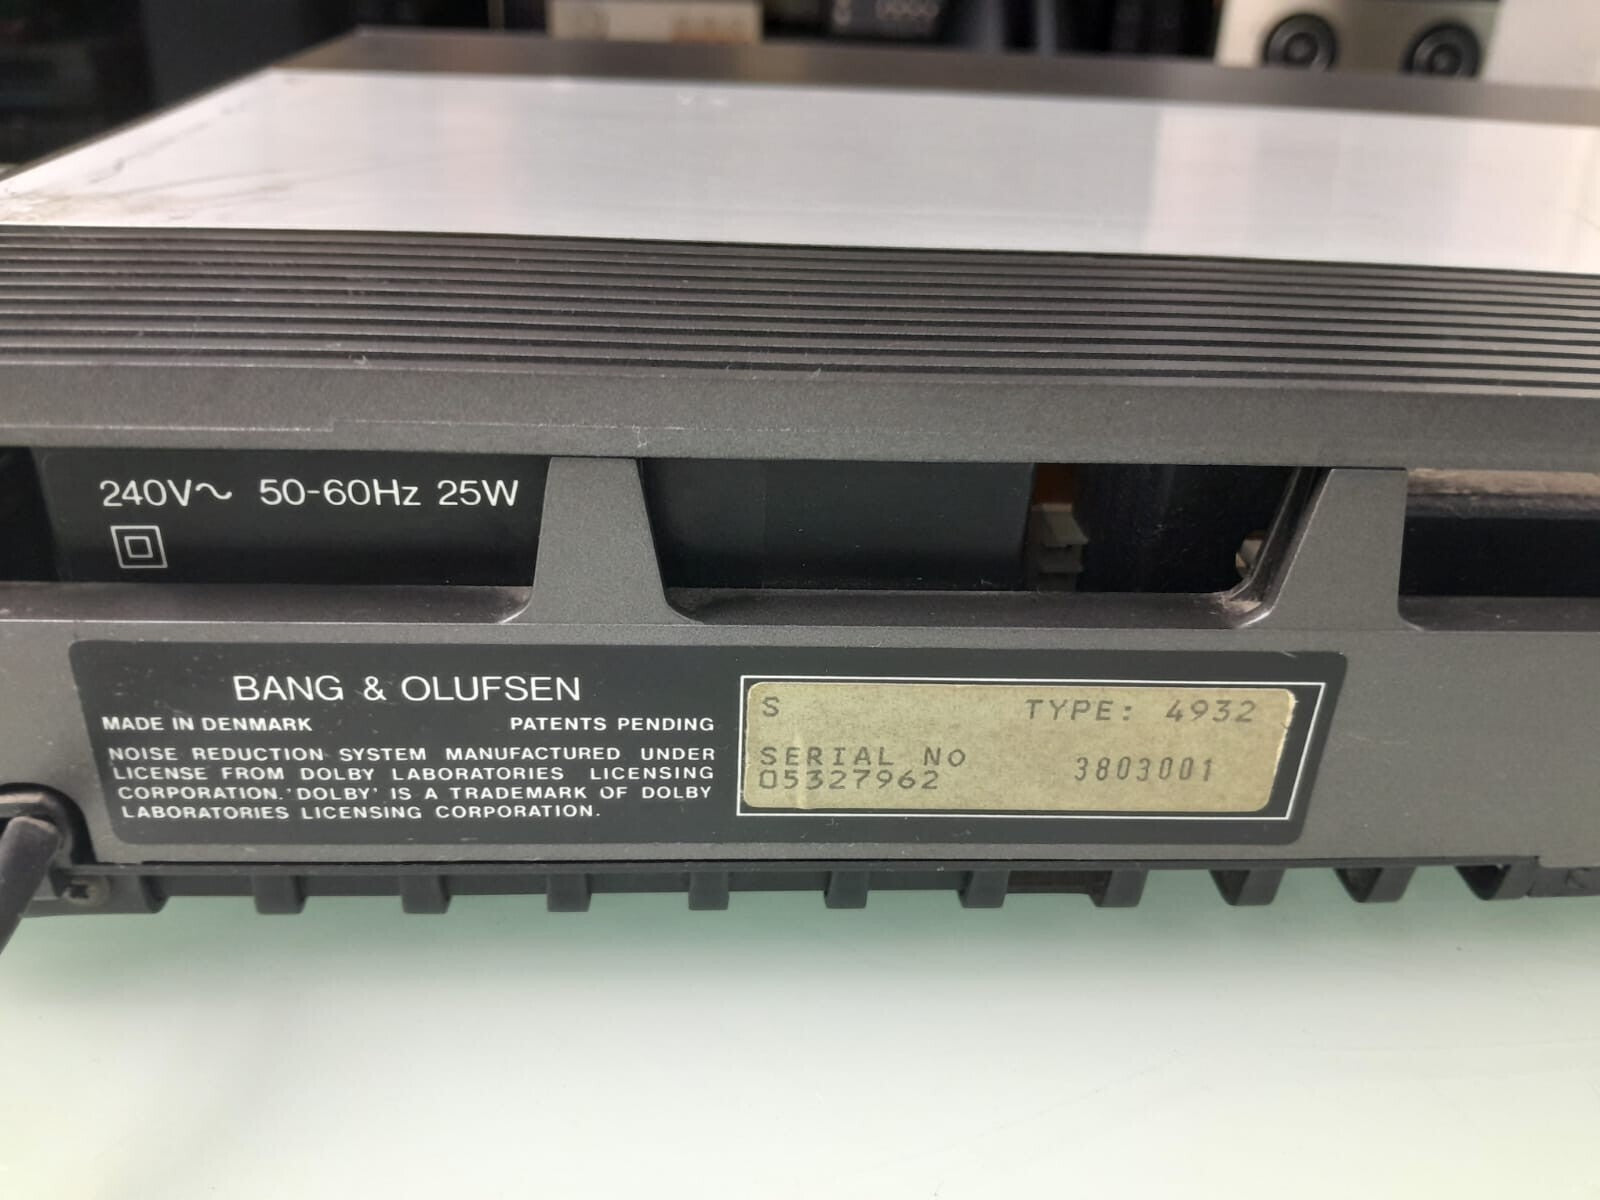 240V~ 50-60Hz 25W
BANG & OLUFSEN
MADE IN DENMARK PATENTS PENDING
NOISE REDUCTION SYSTEM MANUFACTURED UNDER
LICENSE FROM DOLBY LABORATORIES LICENSING
CORPORATION.'DOLBY' IS A TRADEMARK OF DOLBY
LABORATORIES LICENSING CORPORATION.
S TYPE: 4932
SERIAL NO
05327962 3803001